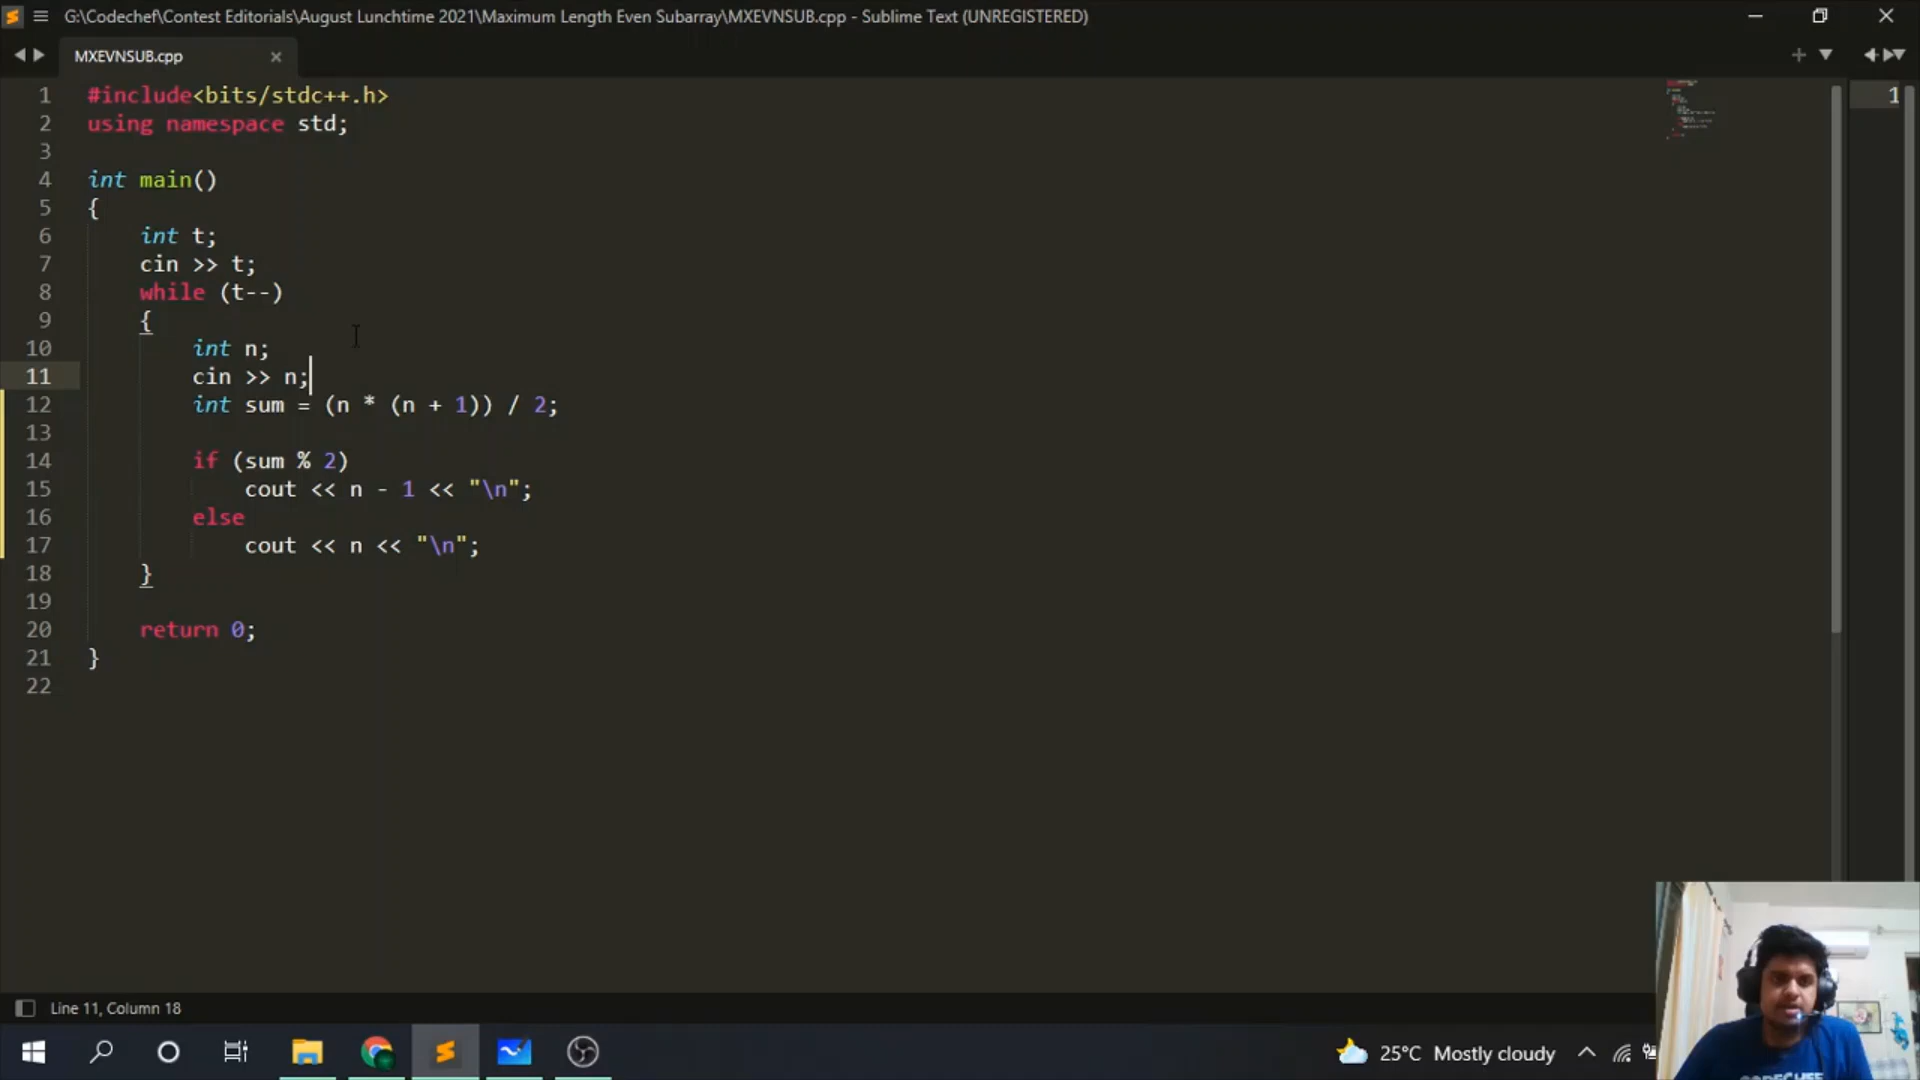 G:\Codechef\Contest Editorials\August Lunchtime 2021\Maximum Length Even Subarray\MXEVNSUB.cpp - Sublime Text (UNREGISTERED)
MXEVNSUB.cpp
1 #include<bits/stdc++.h>
1
2 using namespace std;
3
4 int main()
5 {
6 int t;
7 cin >> t;
8 while (t--)
9 {
10 int n;
11 cin >> n;
12 int sum = (n * (n + 1)) / 2;
13
14 if (sum % 2)
15 cout << n - 1 << "\n";
16 else
17 cout << n << "\n";
18 }
19
20 return 0;
21 }
22
Line 11, Column 18
25°C Mostly cloudy
CODECHEF